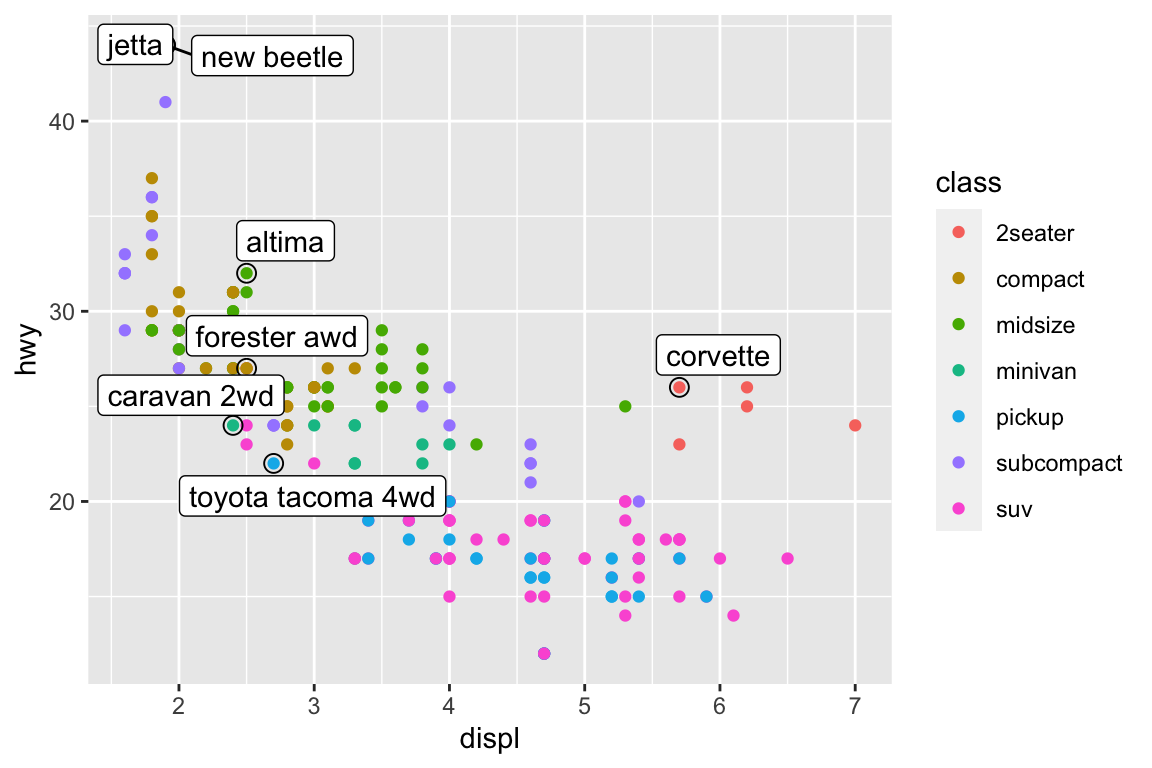 jetta
new beetle
altima
forester awd
caravan 2wd
toyota tacoma 4wd
corvette
hwy
40
30
20
2 3 4 5 6 7
displ
class
2seater
compact
midsize
minivan
pickup
subcompact
suv